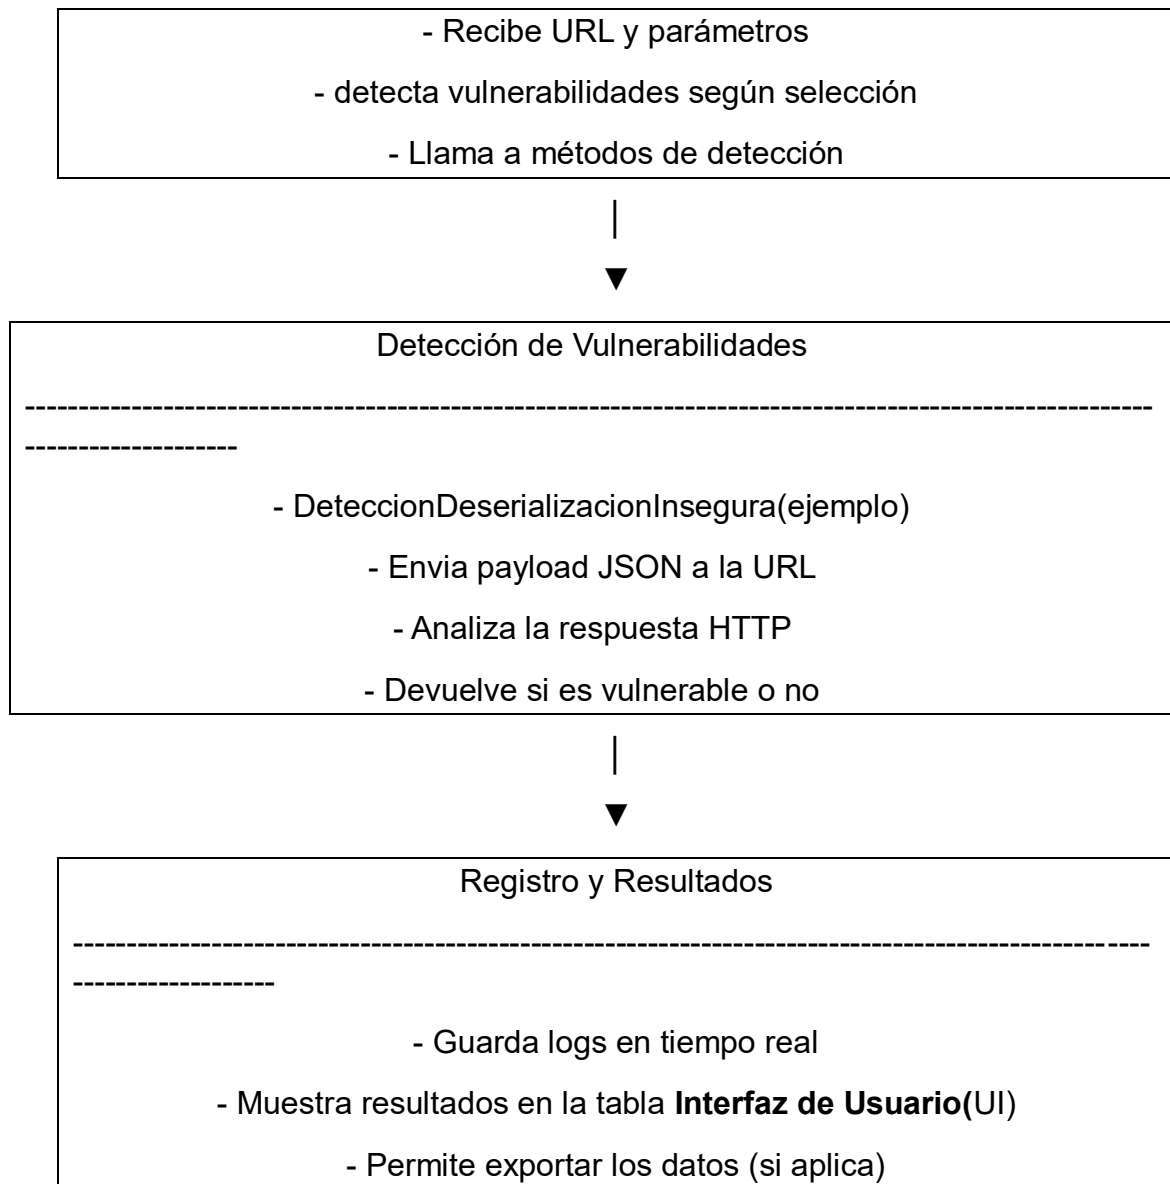 - Recibe URL y parámetros
- detecta vulnerabilidades según selección
- Llama a métodos de detección
│
▼
Detección de Vulnerabilidades
---------------------------------------------------------------------------------------------------------
--------------------
- DeteccionDeserializacionInsegura(ejemplo)
- Envia payload JSON a la URL
- Analiza la respuesta HTTP
- Devuelve si es vulnerable o no
│
▼
Registro y Resultados
----------------------------------------------------------------------------------------------------
-------------------
- Guarda logs en tiempo real
- Muestra resultados en la tabla Interfaz de Usuario(UI)
- Permite exportar los datos (si aplica)